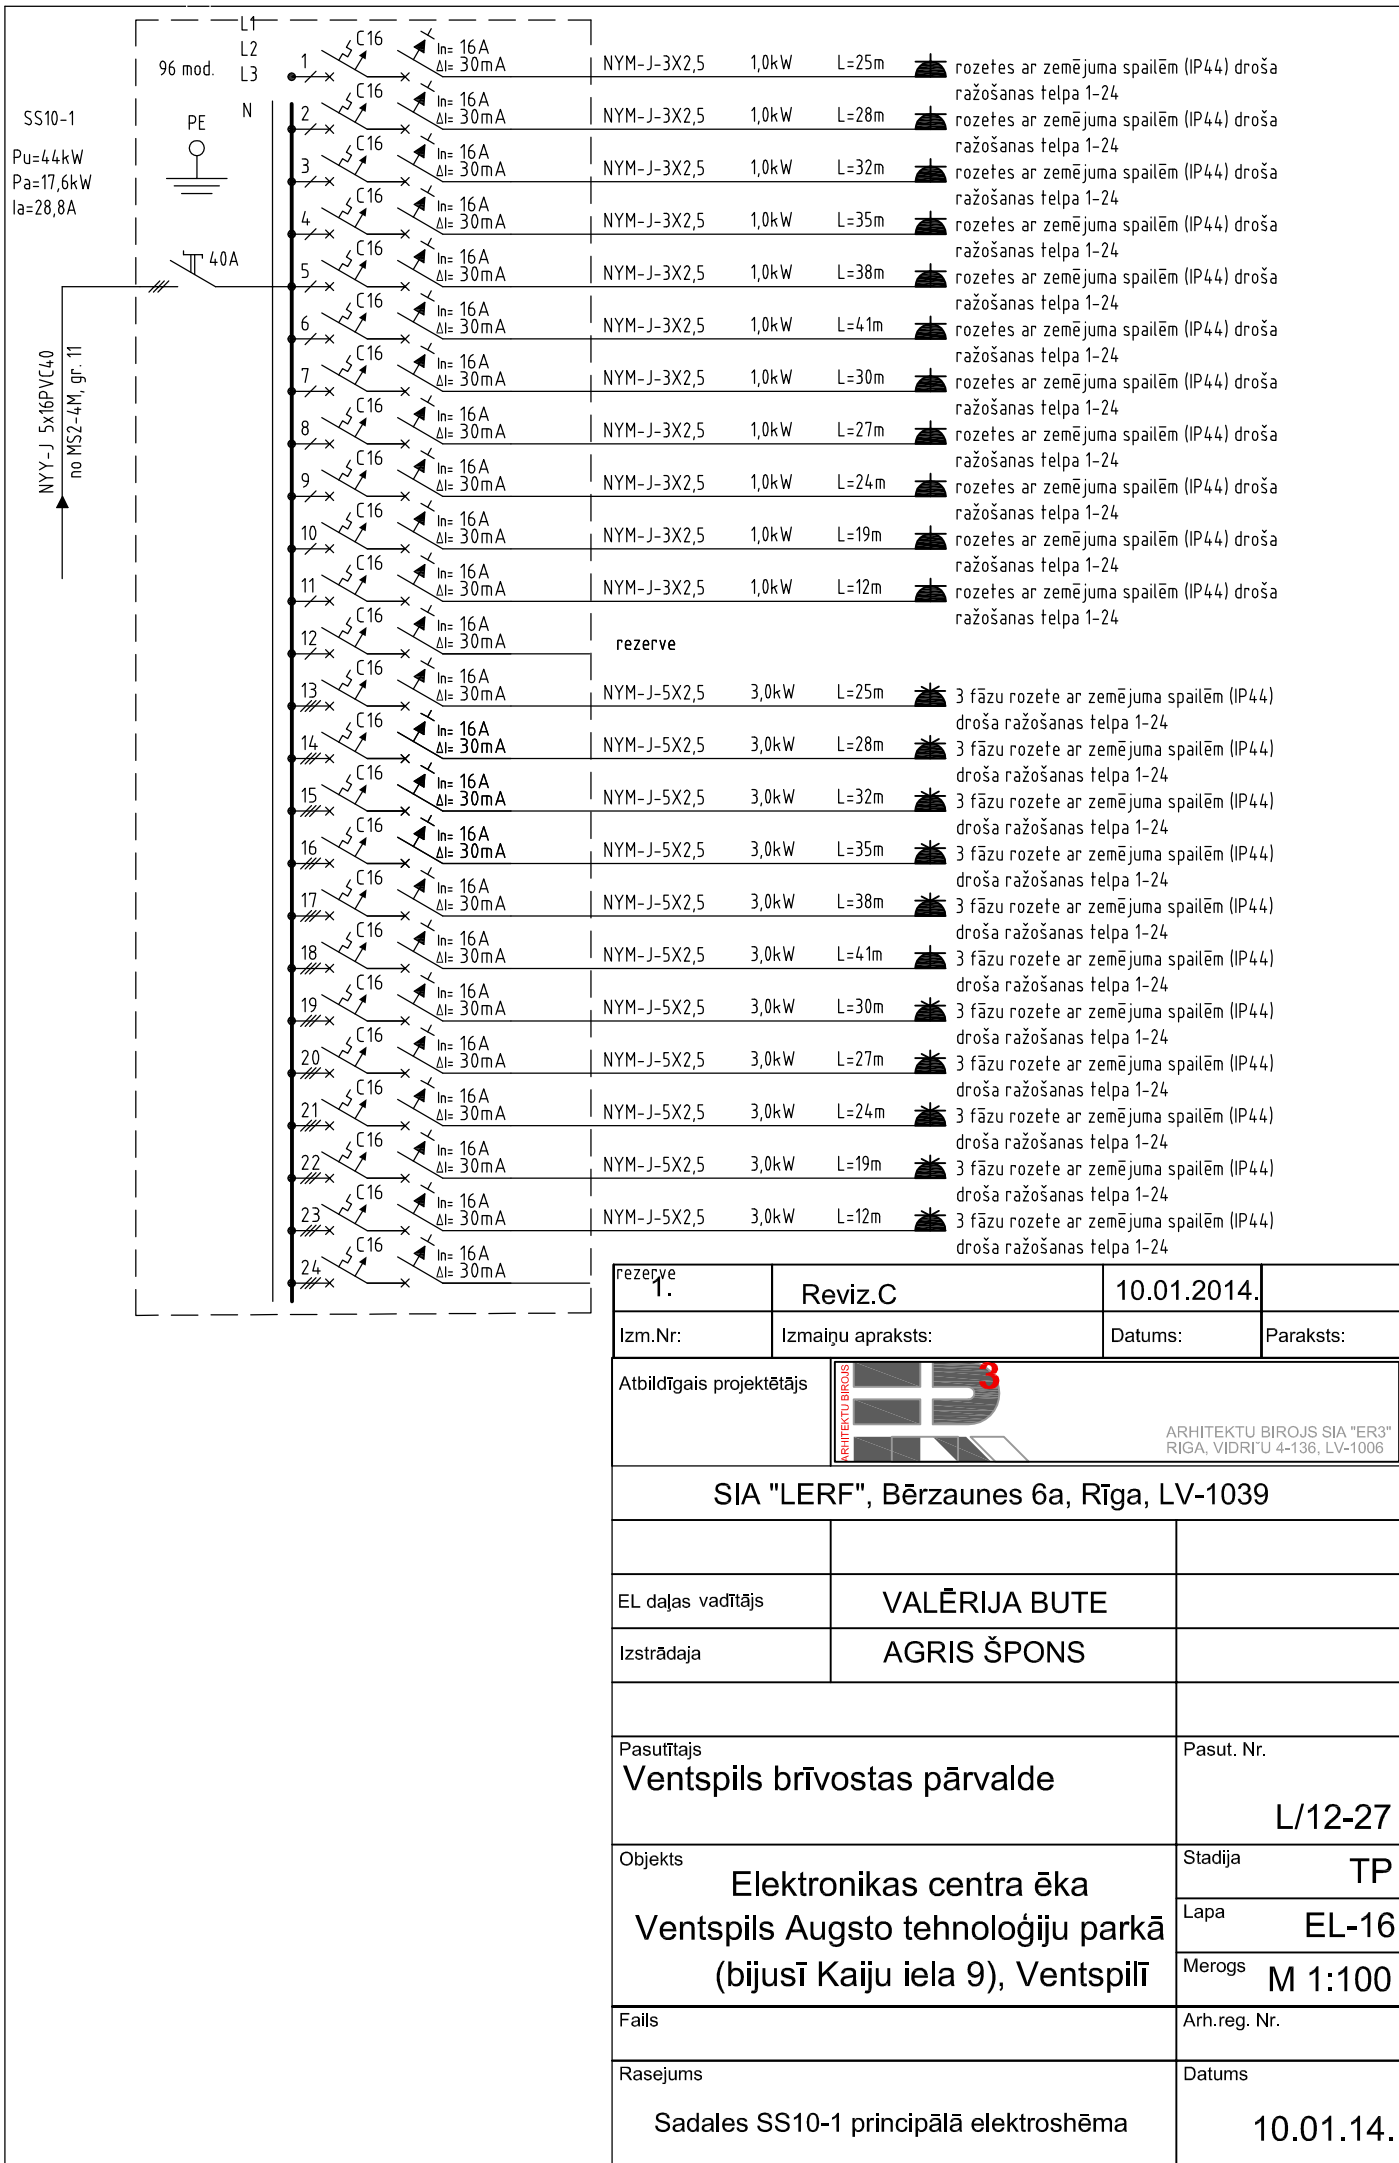 L1
L2
L3
N
96 mod.
PE
SS10-1
Pu=44kW
Pa=17,6kW
Ia=28,8A
40A
NYY-J 5x16PVC40
no MS2-4M, gr. 11
1 C16 In= 16A ΔI= 30mA NYM-J-3X2,5 1,0kW L=25m rozetes ar zemējuma spailēm (IP44) droša
ražošanas telpa 1-24
2 C16 In= 16A ΔI= 30mA NYM-J-3X2,5 1,0kW L=28m rozetes ar zemējuma spailēm (IP44) droša
ražošanas telpa 1-24
3 C16 In= 16A ΔI= 30mA NYM-J-3X2,5 1,0kW L=32m rozetes ar zemējuma spailēm (IP44) droša
ražošanas telpa 1-24
4 C16 In= 16A ΔI= 30mA NYM-J-3X2,5 1,0kW L=35m rozetes ar zemējuma spailēm (IP44) droša
ražošanas telpa 1-24
5 C16 In= 16A ΔI= 30mA NYM-J-3X2,5 1,0kW L=38m rozetes ar zemējuma spailēm (IP44) droša
ražošanas telpa 1-24
6 C16 In= 16A ΔI= 30mA NYM-J-3X2,5 1,0kW L=41m rozetes ar zemējuma spailēm (IP44) droša
ražošanas telpa 1-24
7 C16 In= 16A ΔI= 30mA NYM-J-3X2,5 1,0kW L=30m rozetes ar zemējuma spailēm (IP44) droša
ražošanas telpa 1-24
8 C16 In= 16A ΔI= 30mA NYM-J-3X2,5 1,0kW L=27m rozetes ar zemējuma spailēm (IP44) droša
ražošanas telpa 1-24
9 C16 In= 16A ΔI= 30mA NYM-J-3X2,5 1,0kW L=24m rozetes ar zemējuma spailēm (IP44) droša
ražošanas telpa 1-24
10 C16 In= 16A ΔI= 30mA NYM-J-3X2,5 1,0kW L=19m rozetes ar zemējuma spailēm (IP44) droša
ražošanas telpa 1-24
11 C16 In= 16A ΔI= 30mA NYM-J-3X2,5 1,0kW L=12m rozetes ar zemējuma spailēm (IP44) droša
ražošanas telpa 1-24
12 C16 In= 16A ΔI= 30mA rezerve
13 C16 In= 16A ΔI= 30mA NYM-J-5X2,5 3,0kW L=25m 3 fāzu rozete ar zemējuma spailēm (IP44)
droša ražošanas telpa 1-24
14 C16 In= 16A ΔI= 30mA NYM-J-5X2,5 3,0kW L=28m 3 fāzu rozete ar zemējuma spailēm (IP44)
droša ražošanas telpa 1-24
15 C16 In= 16A ΔI= 30mA NYM-J-5X2,5 3,0kW L=32m 3 fāzu rozete ar zemējuma spailēm (IP44)
droša ražošanas telpa 1-24
16 C16 In= 16A ΔI= 30mA NYM-J-5X2,5 3,0kW L=35m 3 fāzu rozete ar zemējuma spailēm (IP44)
droša ražošanas telpa 1-24
17 C16 In= 16A ΔI= 30mA NYM-J-5X2,5 3,0kW L=38m 3 fāzu rozete ar zemējuma spailēm (IP44)
droša ražošanas telpa 1-24
18 C16 In= 16A ΔI= 30mA NYM-J-5X2,5 3,0kW L=41m 3 fāzu rozete ar zemējuma spailēm (IP44)
droša ražošanas telpa 1-24
19 C16 In= 16A ΔI= 30mA NYM-J-5X2,5 3,0kW L=30m 3 fāzu rozete ar zemējuma spailēm (IP44)
droša ražošanas telpa 1-24
20 C16 In= 16A ΔI= 30mA NYM-J-5X2,5 3,0kW L=27m 3 fāzu rozete ar zemējuma spailēm (IP44)
droša ražošanas telpa 1-24
21 C16 In= 16A ΔI= 30mA NYM-J-5X2,5 3,0kW L=24m 3 fāzu rozete ar zemējuma spailēm (IP44)
droša ražošanas telpa 1-24
22 C16 In= 16A ΔI= 30mA NYM-J-5X2,5 3,0kW L=19m 3 fāzu rozete ar zemējuma spailēm (IP44)
droša ražošanas telpa 1-24
23 C16 In= 16A ΔI= 30mA NYM-J-5X2,5 3,0kW L=12m 3 fāzu rozete ar zemējuma spailēm (IP44)
droša ražošanas telpa 1-24
24 C16 In= 16A ΔI= 30mA rezerve
1. Reviz.C 10.01.2014.
Izm.Nr: Izmaiņu apraksts: Datums: Paraksts:
Atbildīgais projektētājs
ARHITEKTU BIROJS
3
ARHITEKTU BIROJS SIA "ER3"
RIGA, VIDRI˜U 4-136, LV-1006
SIA "LERF", Bērzaunes 6a, Rīga, LV-1039
EL daļas vadītājs VALĒRIJA BUTE
Izstrādaja AGRIS ŠPONS
Pasutītajs
Ventspils brīvostas pārvalde
Pasut. Nr.
L/12-27
Objekts
Elektronikas centra ēka
Ventspils Augsto tehnoloģiju parkā
(bijusī Kaiju iela 9), Ventspilī
Stadija TP
Lapa EL-16
Merogs M 1:100
Fails
Arh.reg. Nr.
Rasejums
Sadales SS10-1 principālā elektroshēma
Datums
10.01.14.